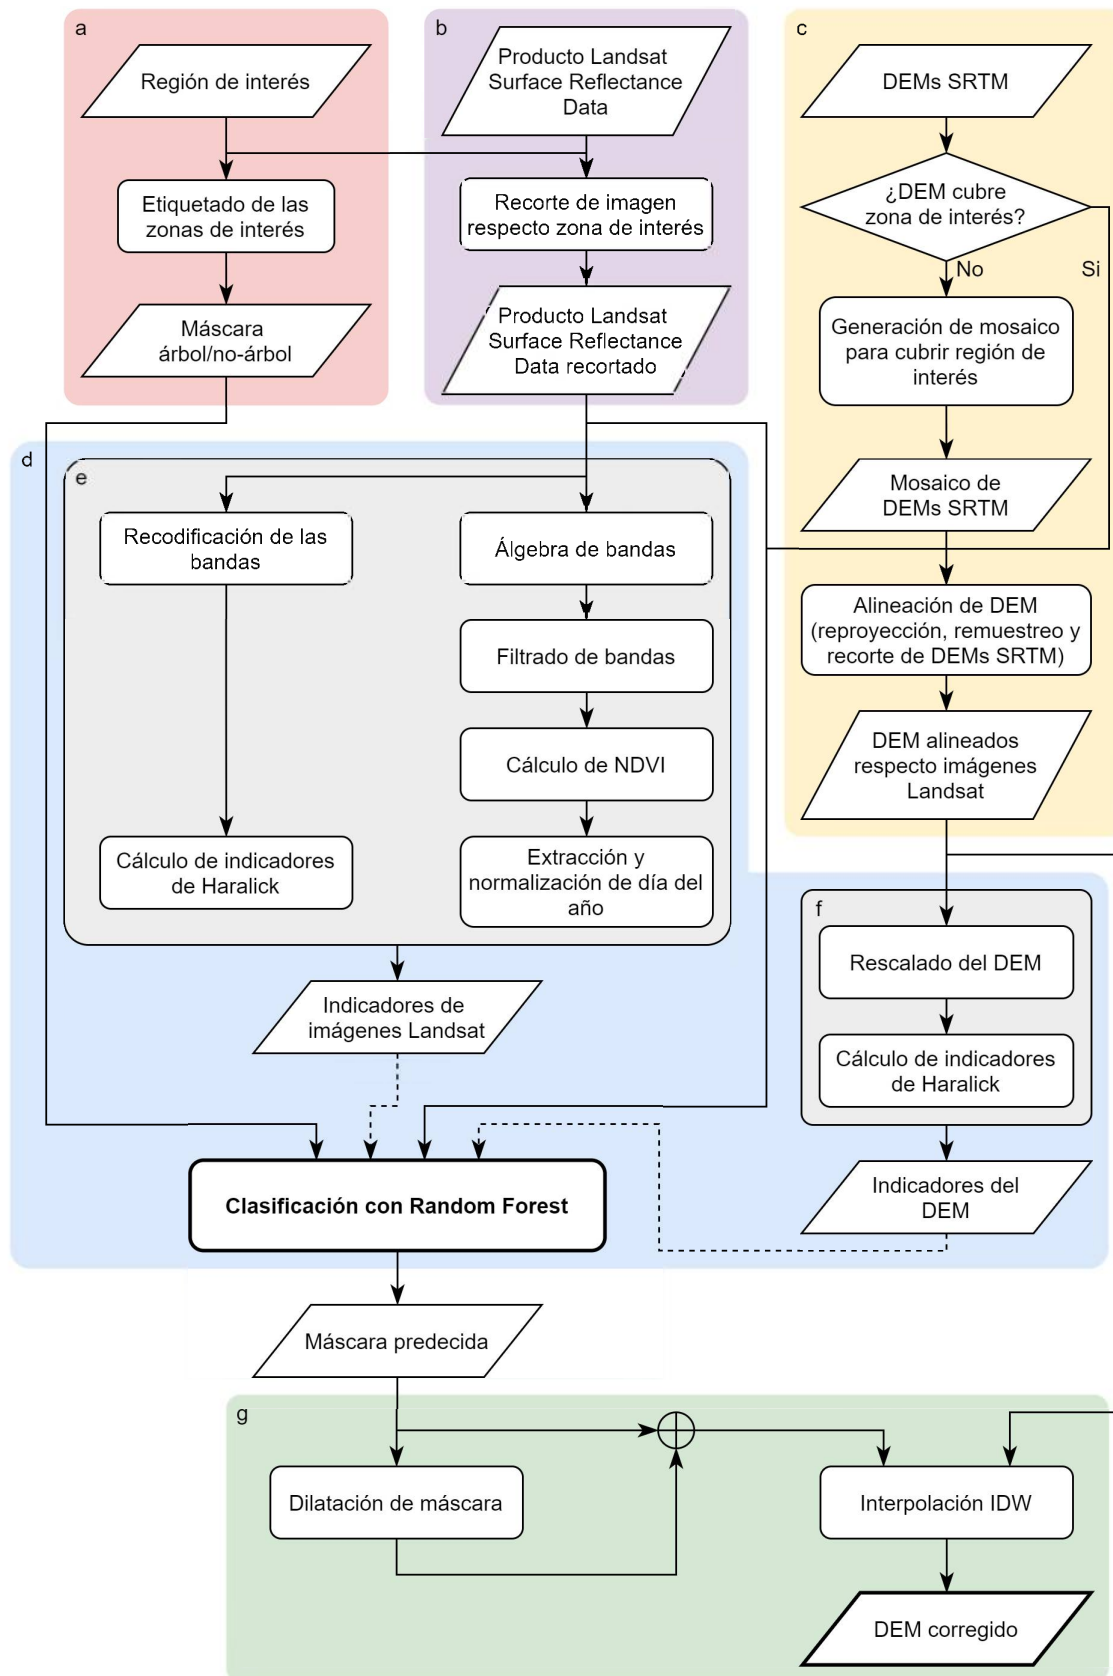 a
Región de interés
Etiquetado de las
zonas de interés
Máscara
árbol/no-árbol
b
Producto Landsat
Surface Reflectance
Data
Recorte de imagen
respecto zona de interés
Producto Landsat
Surface Reflectance
Data recortado
c
DEMs SRTM
¿DEM cubre
zona de interés?
No
Si
Generación de mosaico
para cubrir región de
interés
Mosaico de
DEMs SRTM
Alineación de DEM
(reproyección, remuestreo y
recorte de DEMs SRTM)
DEM alineados
respecto imágenes
Landsat
d
e
Recodificación de las
bandas
Cálculo de indicadores
de Haralick
Álgebra de bandas
Filtrado de bandas
Cálculo de NDVI
Extracción y
normalización de día del
año
Indicadores de
imágenes Landsat
f
Rescalado del DEM
Cálculo de indicadores
de Haralick
Indicadores del
DEM
Clasificación con Random Forest
Máscara predecida
g
Dilatación de máscara
Interpolación IDW
DEM corregido